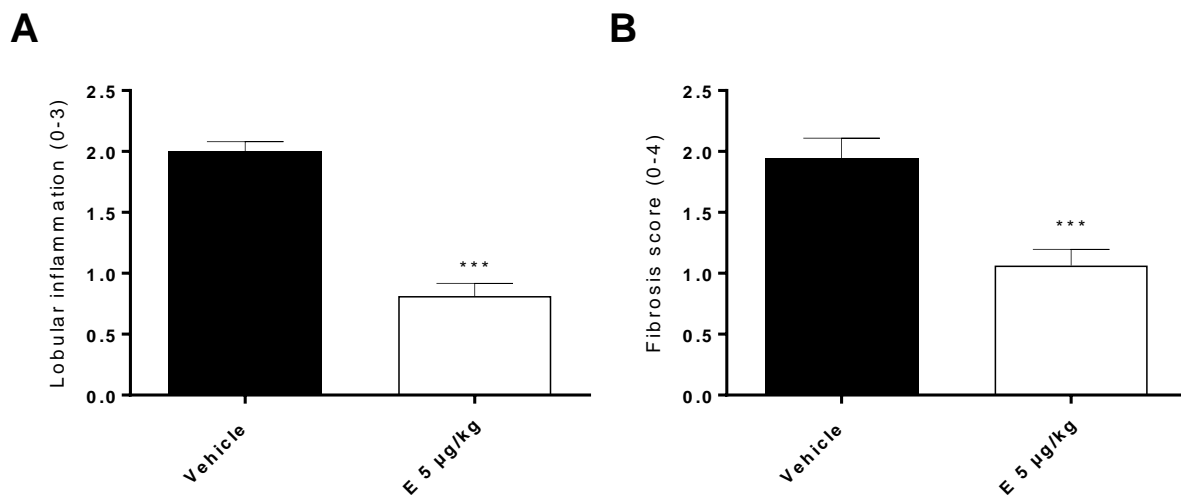 A
Lobular inflammation (0-3)
2.5
2.0
1.5
1.0
0.5
0.0
***
Vehicle
E 5 µg/kg
B
Fibrosis score (0-4)
2.5
2.0
1.5
1.0
0.5
0.0
***
Vehicle
E 5 µg/kg